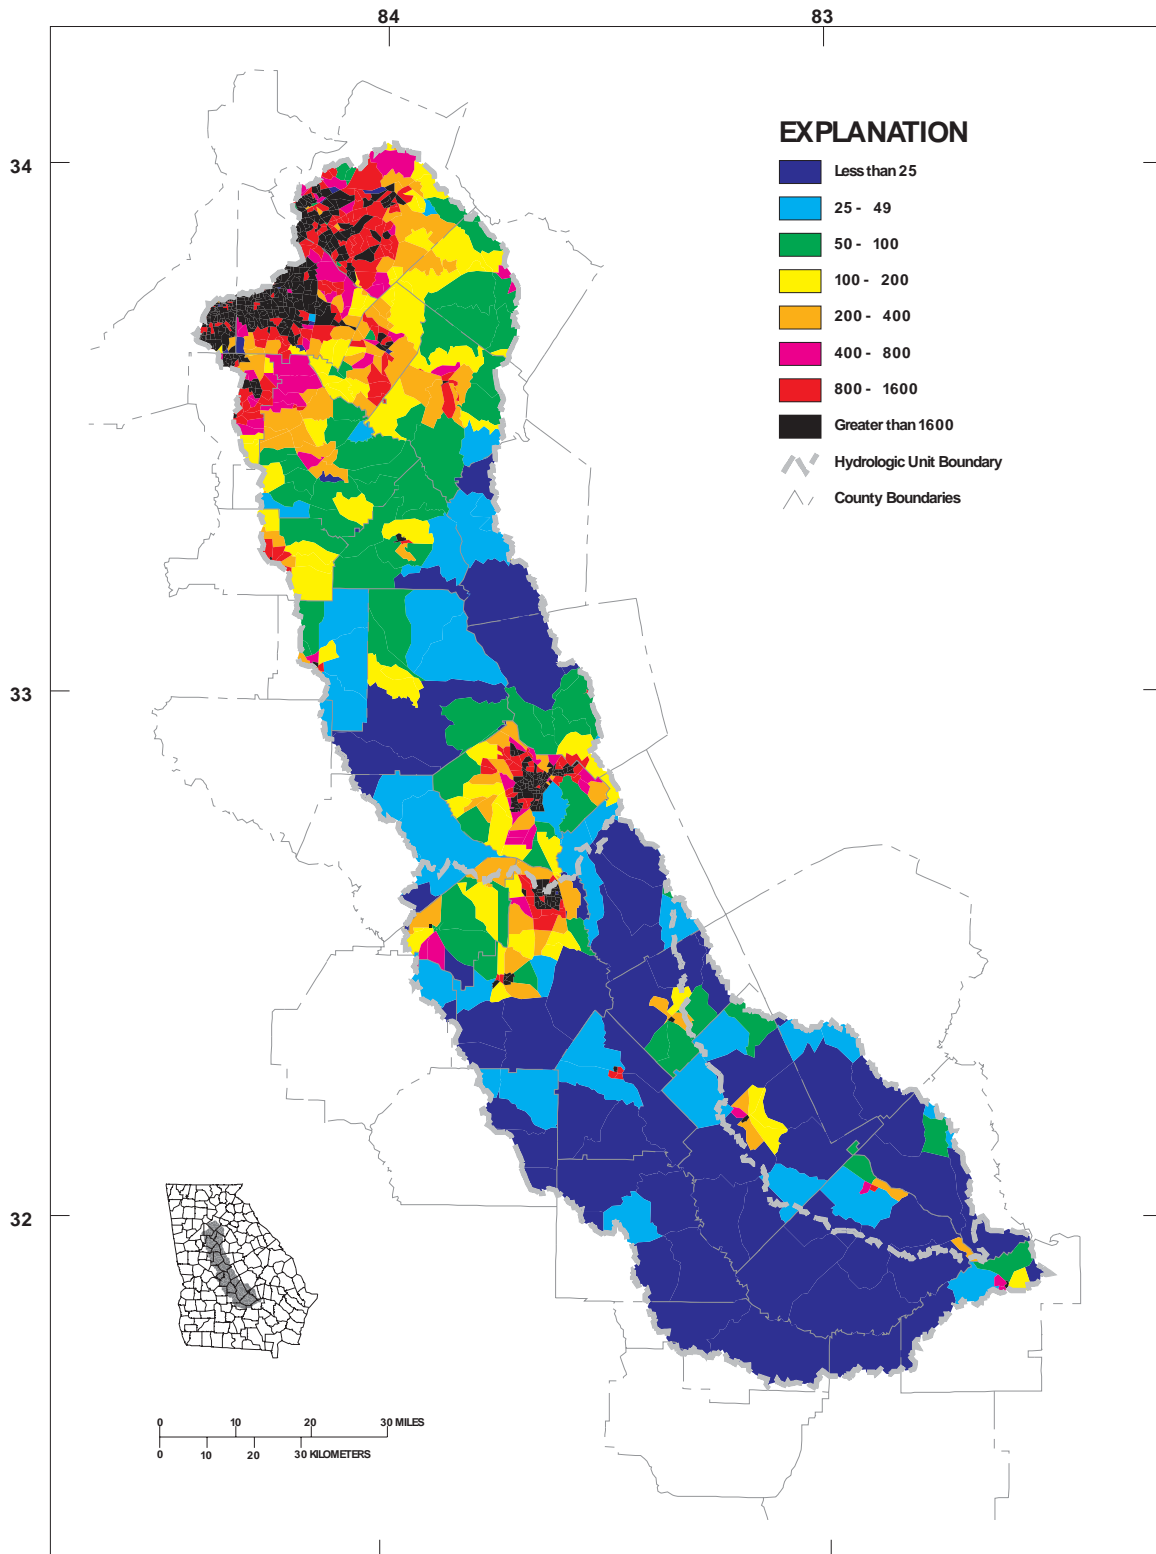 84 83
34
EXPLANATION
Less than 25
25 - 49
50 - 100
100 - 200
200 - 400
400 - 800
800 - 1600
Greater than 1600
Hydrologic Unit Boundary
County Boundaries
33
32
0 10 20 30 MILES
0 10 20 30 KILOMETERS